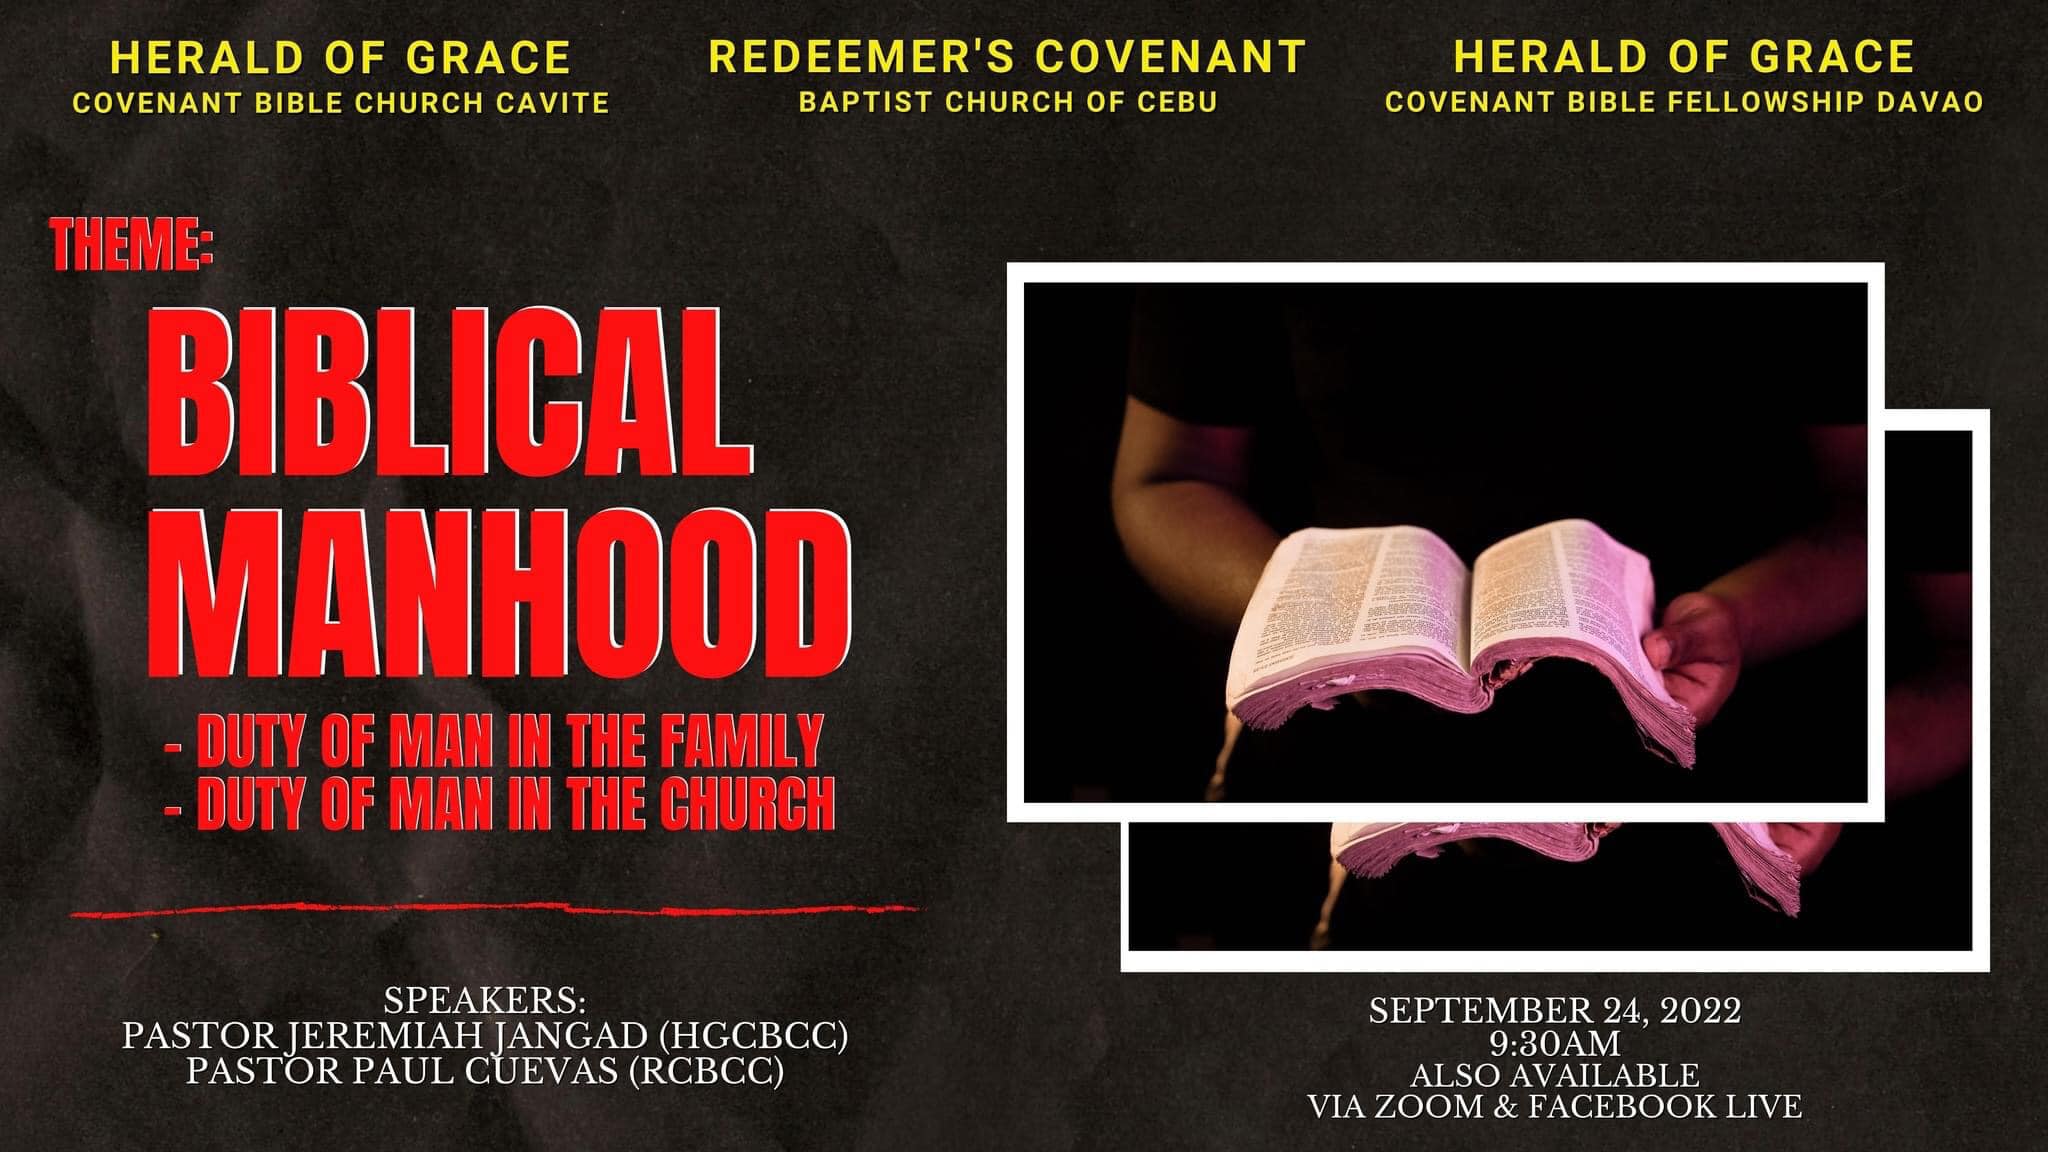 HERALD OF GRACE
COVENANT BIBLE CHURCH CAVITE
REDEEMER'S COVENANT
BAPTIST CHURCH OF CEBU
HERALD OF GRACE
COVENANT BIBLE FELLOWSHIP DAVAO
THEME:
BIBLICAL
MANHOOD
- DUTY OF MAN IN THE FAMILY
- DUTY OF MAN IN THE CHURCH
SPEAKERS:
PASTOR JEREMIAH JANGAD (HGCBCC)
PASTOR PAUL CUEVAS (RCBCC)
SEPTEMBER 24, 2022
9:30AM
ALSO AVAILABLE
VIA ZOOM & FACEBOOK LIVE